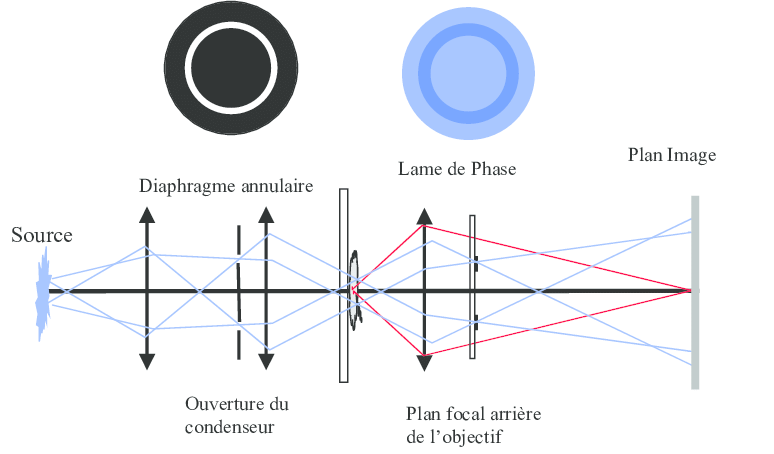 Plan Image
Lame de Phase
Diaphragme annulaire
Source
Ouverture du
condenseur
Plan focal arrière
de l’objectif